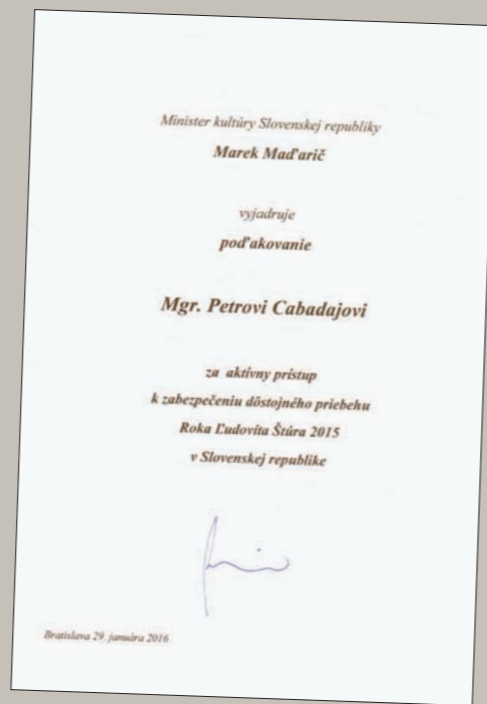 Minister kultúry Slovenskej republiky
Marek Maďarič
vyjadruje
poďakovanie
Mgr. Petrovi Cabadajovi
za aktívny prístup
k zabezpečeniu dôstojného priebehu
Roka Ľudovíta Štúra 2015
v Slovenskej republike
Bratislava 29. januára 2016